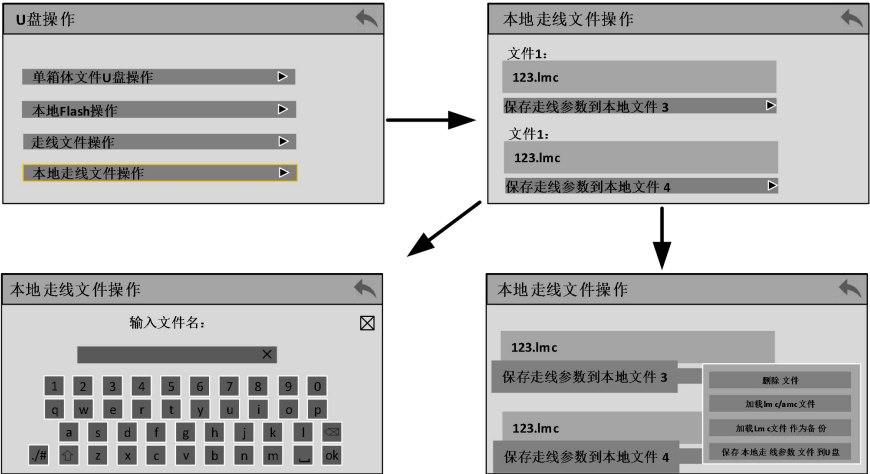 U盘操作
单箱体文件U盘操作
本地Flash操作
走线文件操作
本地走线文件操作
本地走线文件操作
文件1:
123.lmc
保存走线参数到本地文件 3
文件1:
123.lmc
保存走线参数到本地文件 4
本地走线文件操作
输入文件名:
1 2 3 4 5 6 7 8 9 0
q w e r t y u i o p
a s d f g h j k l
./# z x c v b n m ok
本地走线文件操作
123.lmc
保存走线参数到本地文件 3
123.lmc
保存走线参数到本地文件 4
删除文件
加载lmc/amc文件
加载Lmc文件作为备份
保存本地走线参数文件到U盘